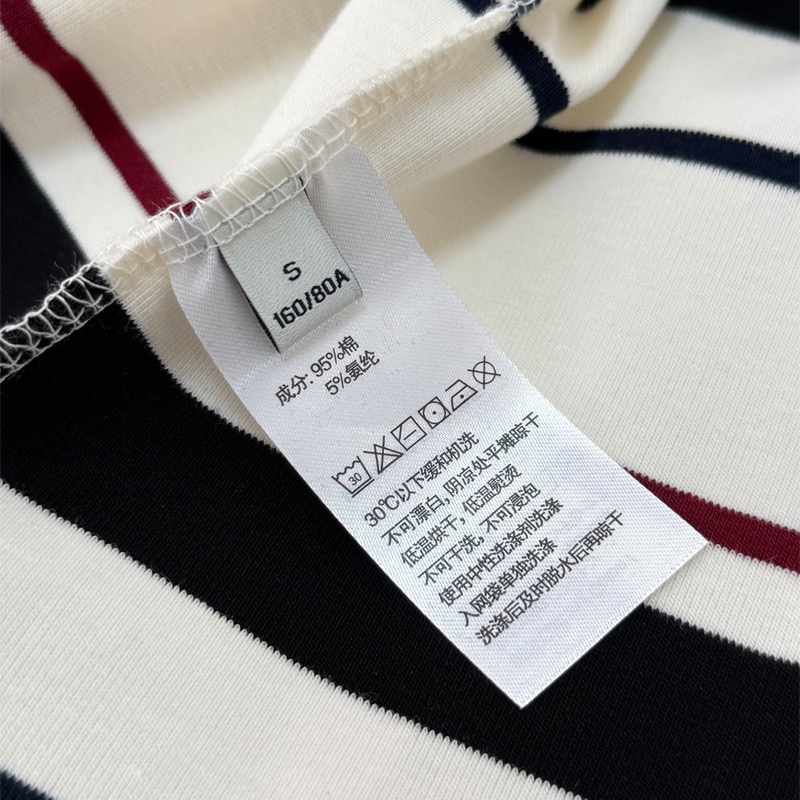 S
160/80A
成分: 95%棉
5%氨纶
30
30℃以下缓和机洗
不可漂白, 阴凉处平摊晾干
低温烘干, 低温熨烫
不可干洗, 不可浸泡
使用中性洗涤剂洗涤
入网袋单独洗涤
洗涤后及时脱水后再晾干